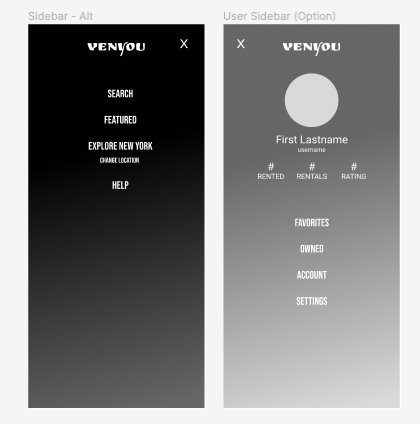 Sidebar - Alt
VENYOU
X
SEARCH
FEATURED
EXPLORE NEW YORK
CHANGE LOCATION
HELP
User Sidebar (Option)
X
VENYOU
First Lastname
username
# # #
RENTED RENTALS RATING
FAVORITES
OWNED
ACCOUNT
SETTINGS